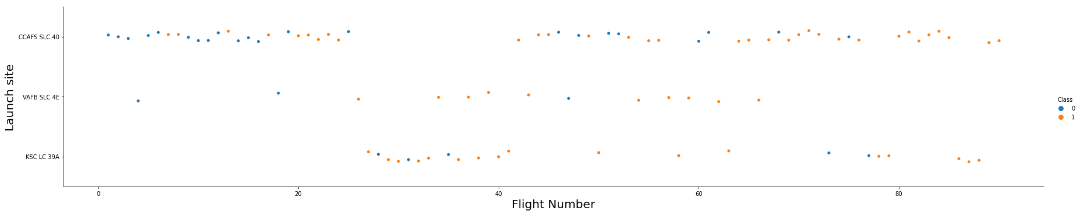 CCAFS SLC 40
VAFB SLC 4E
KSC LC 39A
Launch site
0 20 40 60 80
Flight Number
Class
0
1